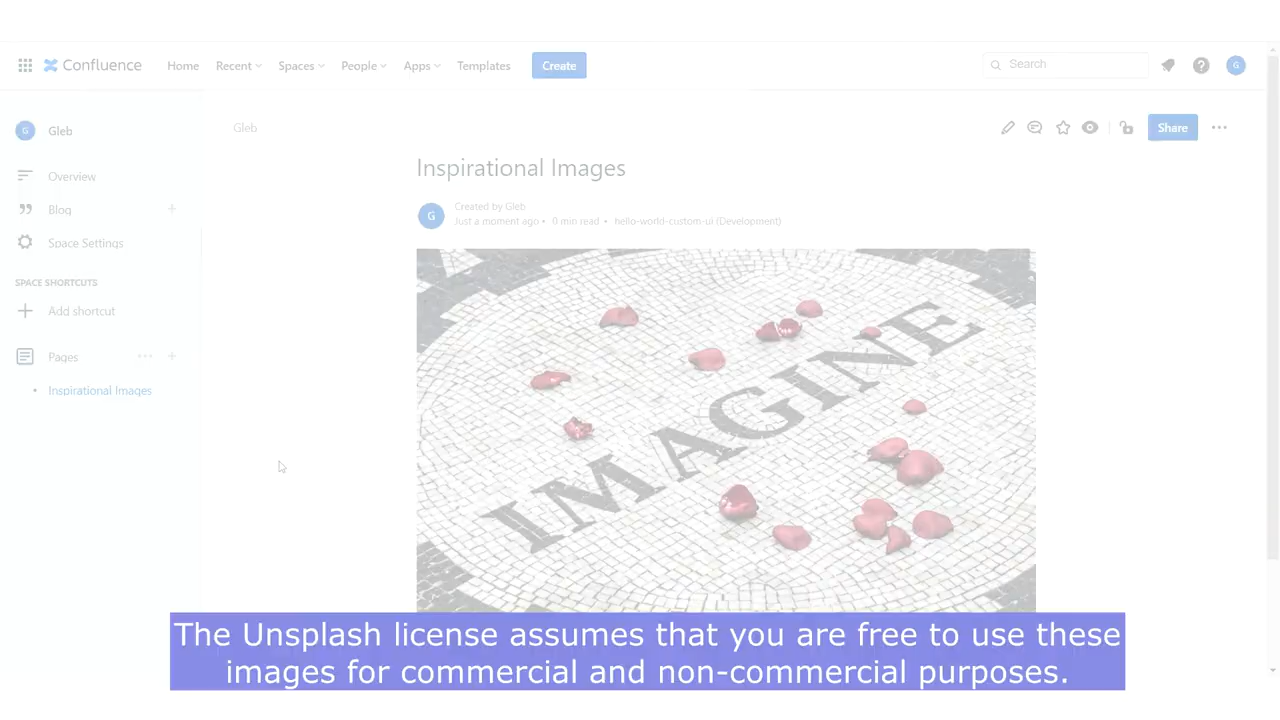 Confluence
Home
Recent
Spaces
People
Apps
Templates
Create
Search
G
G
Gleb
Overview
Blog
Space Settings
SPACE SHORTCUTS
Add shortcut
Pages
Inspirational Images
Gleb
Share
Inspirational Images
G
Created by Gleb
Just a moment ago • 0 min read • hello-world-custom-ui (Development)
IMAGINE
The Unsplash license assumes that you are free to use these
images for commercial and non-commercial purposes.